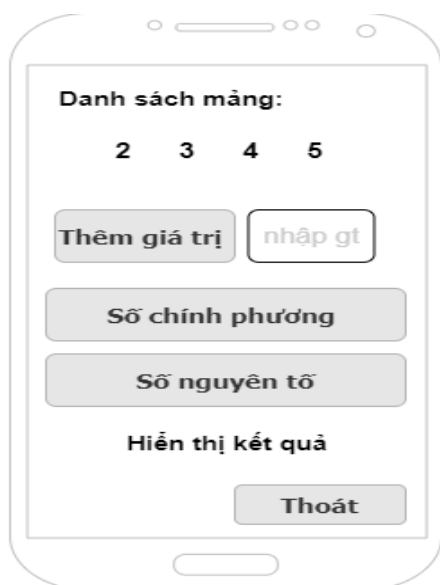 Danh sách mảng:
2 3 4 5
Thêm giá trị nhập gt
Số chính phương
Số nguyên tố
Hiển thị kết quả
Thoát